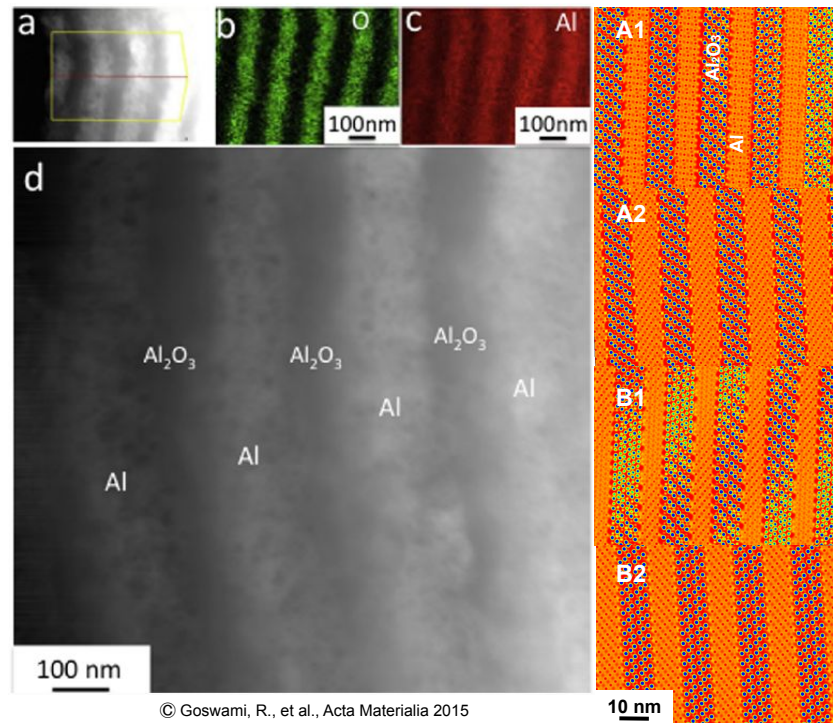 a
b
O
c
Al
100nm
100nm
d
Al₂O₃
Al₂O₃
Al₂O₃
Al
Al
Al
Al
100 nm
© Goswami, R., et al., Acta Materialia 2015
A1
Al₂O₃
Al
A2
B1
B2
10 nm